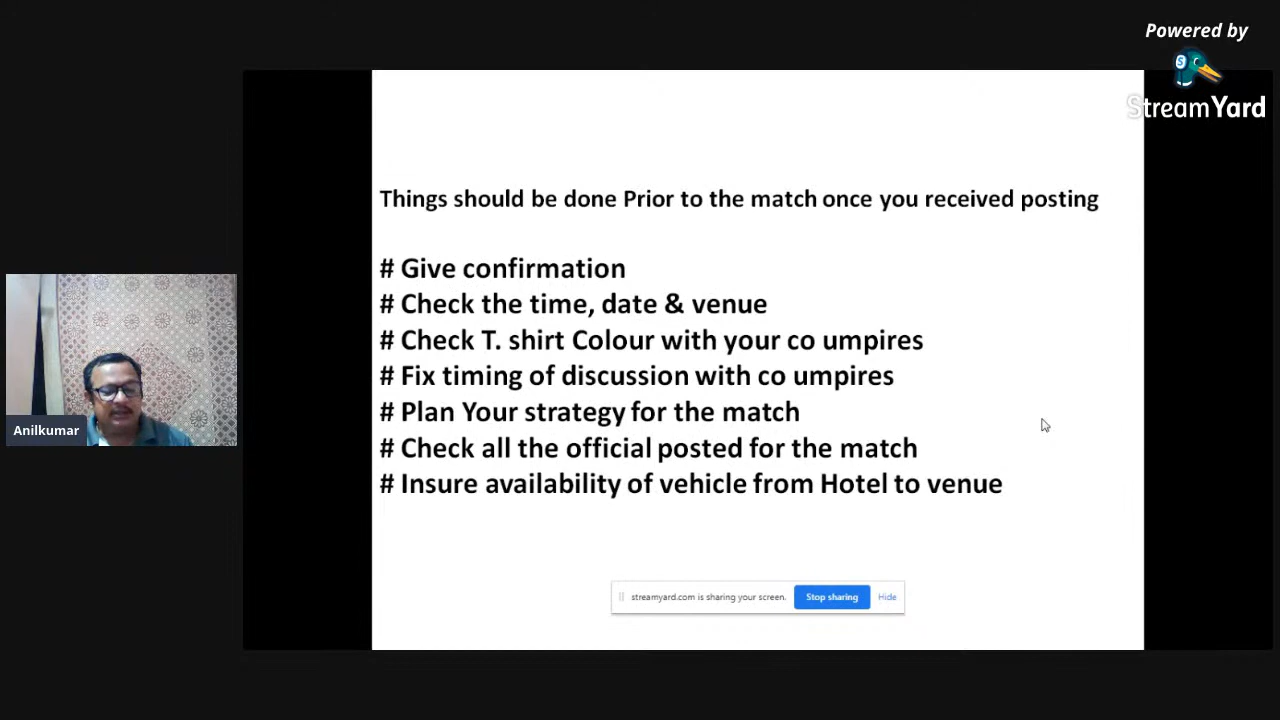 Powered by
StreamYard
Things should be done Prior to the match once you received posting
# Give confirmation
# Check the time, date & venue
# Check T. shirt Colour with your co umpires
# Fix timing of discussion with co umpires
# Plan Your strategy for the match
# Check all the official posted for the match
# Insure availability of vehicle from Hotel to venue
Anilkumar
streamyard.com is sharing your screen. Stop sharing Hide